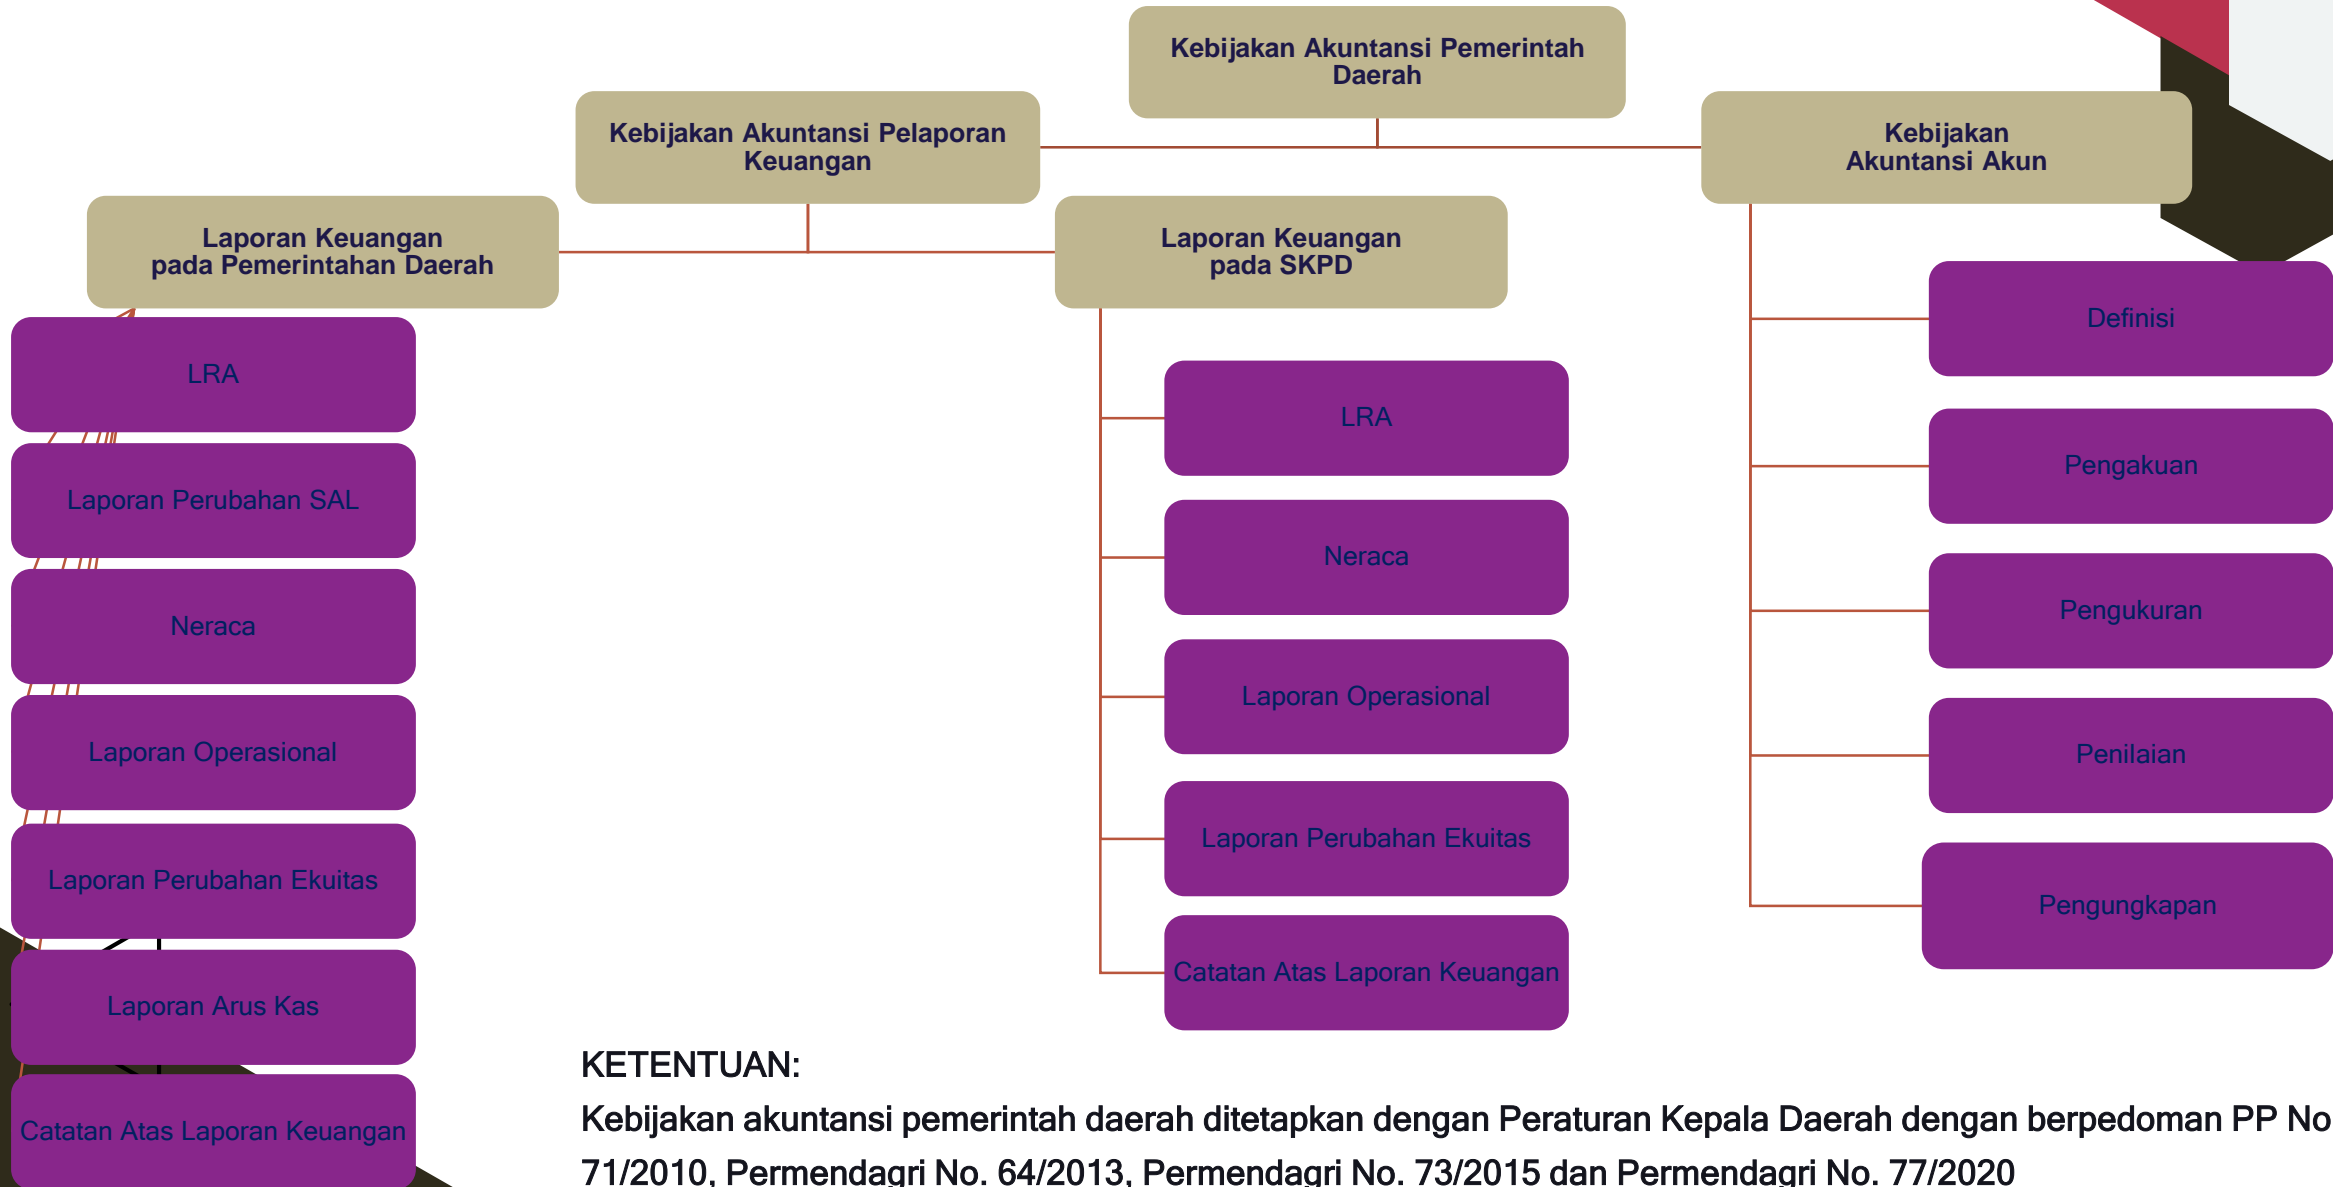 Kebijakan Akuntansi Pemerintah
Daerah
Kebijakan Akuntansi Pelaporan
Keuangan
Kebijakan
Akuntansi Akun
Laporan Keuangan
pada Pemerintahan Daerah
Laporan Keuangan
pada SKPD
LRA
Laporan Perubahan SAL
Neraca
Laporan Operasional
Laporan Perubahan Ekuitas
Laporan Arus Kas
Catatan Atas Laporan Keuangan
LRA
Neraca
Laporan Operasional
Laporan Perubahan Ekuitas
Catatan Atas Laporan Keuangan
Definisi
Pengakuan
Pengukuran
Penilaian
Pengungkapan
KETENTUAN:
Kebijakan akuntansi pemerintah daerah ditetapkan dengan Peraturan Kepala Daerah dengan berpedoman PP No
71/2010, Permendagri No. 64/2013, Permendagri No. 73/2015 dan Permendagri No. 77/2020